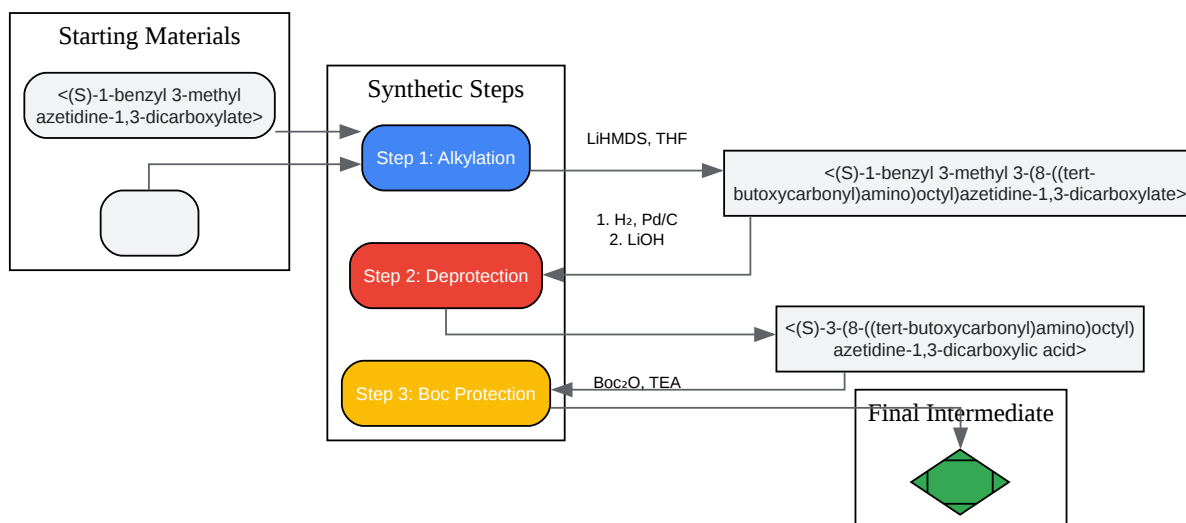 Starting Materials
<(S)-1-benzyl 3-methyl
azetidine-1,3-dicarboxylate>
Synthetic Steps
Step 1: Alkylation
LiHMDS, THF
<(S)-1-benzyl 3-methyl 3-(8-((tert-
butoxycarbonyl)amino)octyl)azetidine-1,3-dicarboxylate>
1. H₂, Pd/C
2. LiOH
Step 2: Deprotection
<(S)-3-(8-((tert-butoxycarbonyl)amino)octyl)
azetidine-1,3-dicarboxylic acid>
Step 3: Boc Protection
Boc₂O, TEA
Final Intermediate